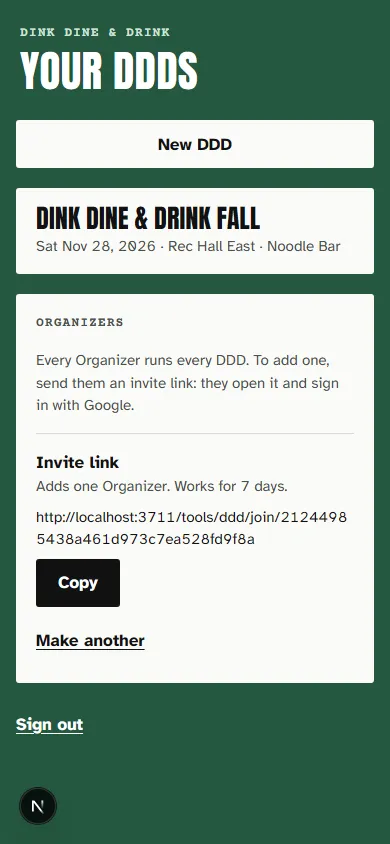 DINK DINE & DRINK
YOUR DDDS
New DDD
DINK DINE & DRINK FALL
Sat Nov 28, 2026 · Rec Hall East · Noodle Bar
ORGANIZERS
Every Organizer runs every DDD. To add one,
send them an invite link: they open it and sign
in with Google.
Invite link
Adds one Organizer. Works for 7 days.
http://localhost:3711/tools/ddd/join/2124498
5438a461d973c7ea528fd9f8a
Copy
Make another
Sign out
N